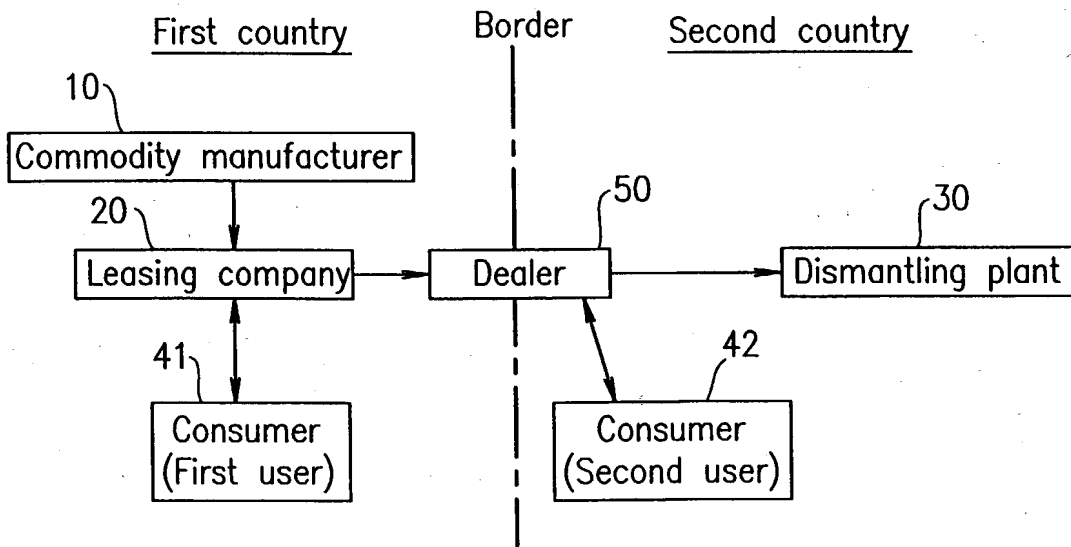 First country
Border
Second country
10
Commodity manufacturer
20
Leasing company
50
Dealer
30
Dismantling plant
41
Consumer
(First user)
42
Consumer
(Second user)